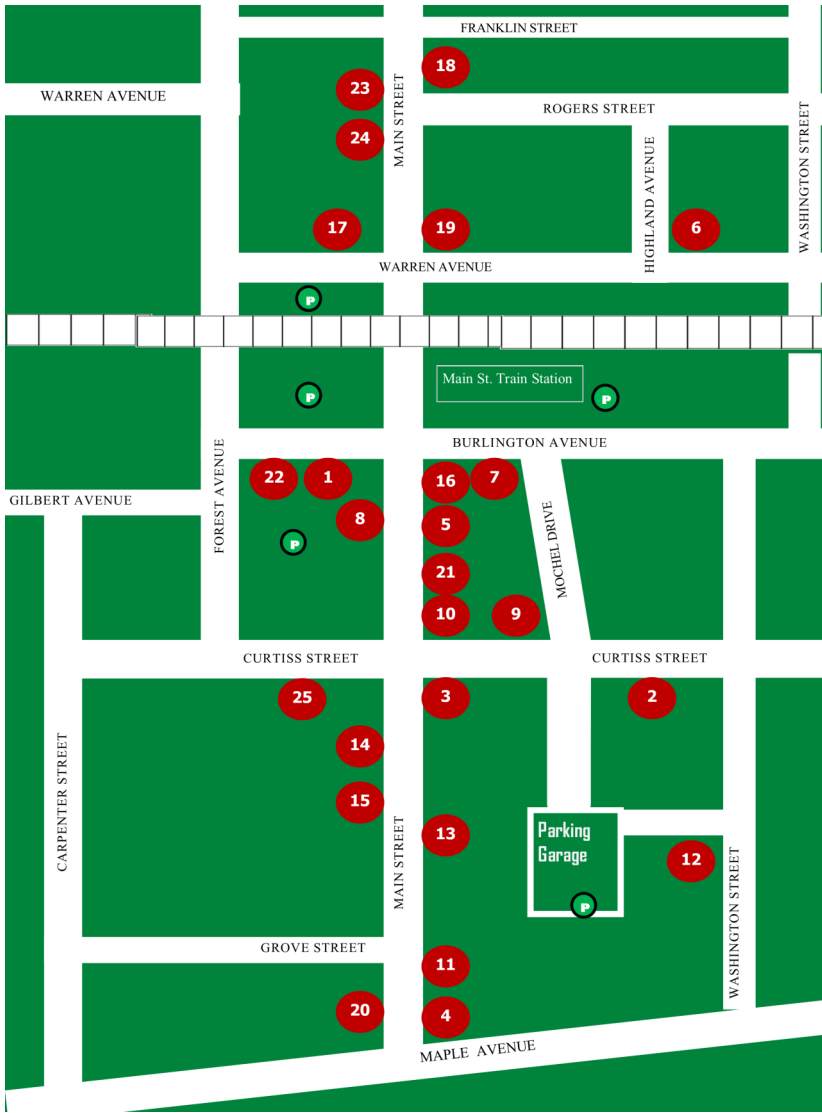 FRANKLIN STREET
18
23
WARREN AVENUE
ROGERS STREET
MAIN STREET
24
WASHINGTON STREET
HIGHLAND AVENUE
17
19
6
WARREN AVENUE
P
Main St. Train Station
P
P
BURLINGTON AVENUE
22
1
16
7
GILBERT AVENUE
FOREST AVENUE
8
5
P
MOCHEL DRIVE
21
10
9
CURTISS STREET
CURTISS STREET
25
3
2
14
15
CARPENTER STREET
MAIN STREET
13
Parking
Garage
12
P
WASHINGTON STREET
GROVE STREET
11
20
4
MAPLE AVENUE